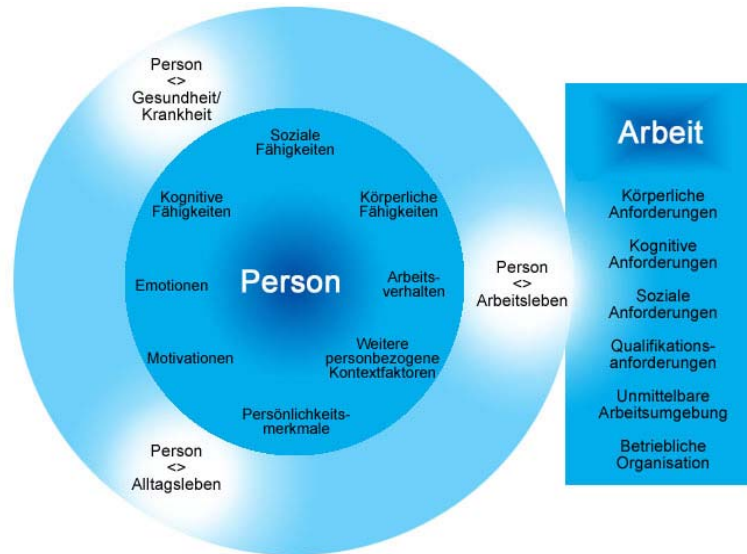 Person
<>
Gesundheit/
Krankheit
Soziale
Fähigkeiten
Kognitive
Fähigkeiten
Körperliche
Fähigkeiten
Emotionen
Person
Arbeits-
verhalten
Motivationen
Weitere
personbezogene
Kontextfaktoren
Persönlichkeits-
merkmale
Person
<>
Alltagsleben
Person
<>
Arbeitsleben
Arbeit
Körperliche
Anforderungen
Kognitive
Anforderungen
Soziale
Anforderungen
Qualifikations-
anforderungen
Unmittelbare
Arbeitsumgebung
Betriebliche
Organisation